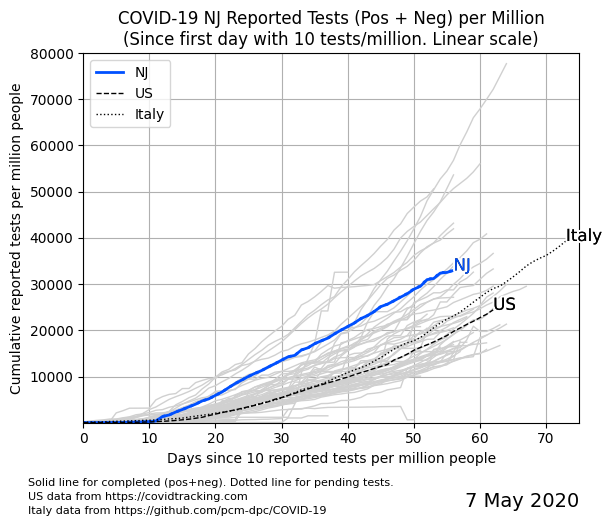 COVID-19 NJ Reported Tests (Pos + Neg) per Million
(Since first day with 10 tests/million. Linear scale)
Cumulative reported tests per million people
80000
70000
60000
50000
40000
30000
20000
10000
NJ
US
Italy
Italy
NJ
US
0 10 20 30 40 50 60 70
Days since 10 reported tests per million people
Solid line for completed (pos+neg). Dotted line for pending tests.
US data from https://covidtracking.com
Italy data from https://github.com/pcm-dpc/COVID-19
7 May 2020